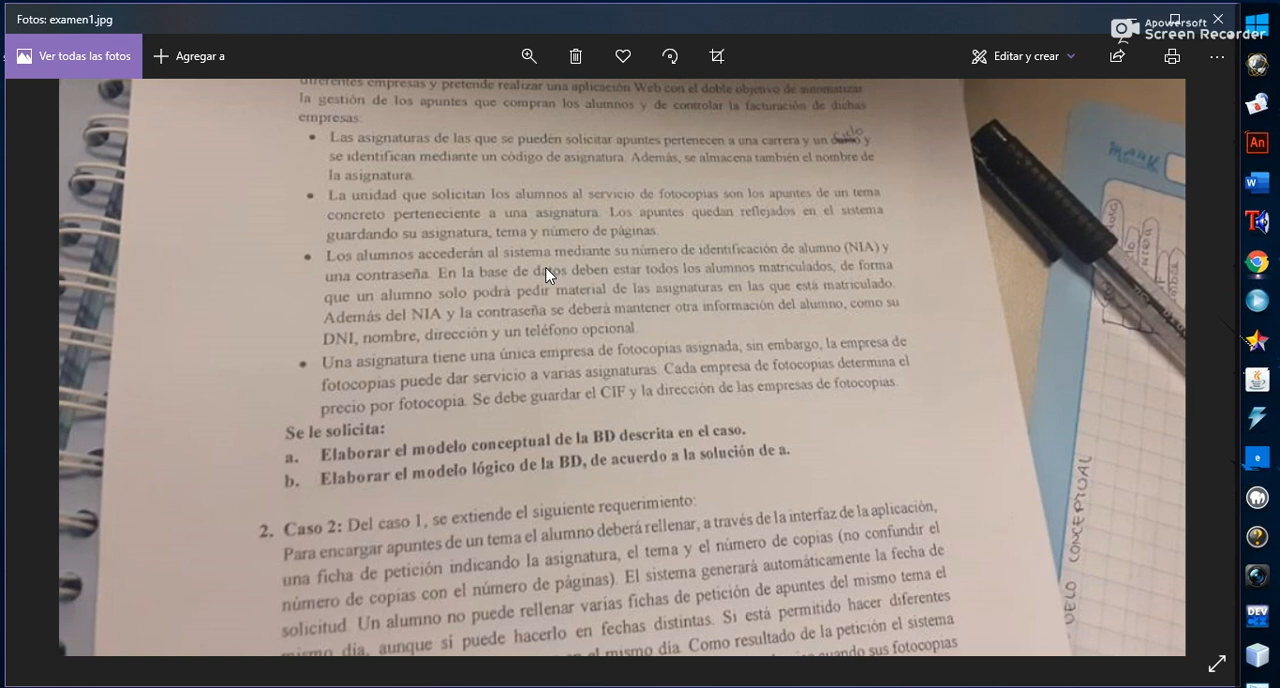 Fotos: examen1.jpg
Apowersoft
Screen Recorder
Ver todas las fotos
Agregar a
Editar y crear
diferentes empresas y pretende realizar una aplicación Web con el doble objetivo de automatizar
la gestión de los apuntes que compran los alumnos y de controlar la facturación de dichas
empresas:
• Las asignaturas de las que se pueden solicitar apuntes pertenecen a una carrera y un ciclo y
se identifican mediante un código de asignatura. Además, se almacena también el nombre de
la asignatura.
• La unidad que solicitan los alumnos al servicio de fotocopias son los apuntes de un tema
concreto perteneciente a una asignatura. Los apuntes quedan reflejados en el sistema
guardando su asignatura, tema y número de páginas.
• Los alumnos accederán al sistema mediante su número de identificación de alumno (NIA) y
una contraseña. En la base de datos deben estar todos los alumnos matriculados, de forma
que un alumno solo podrá pedir material de las asignaturas en las que está matriculado.
Además del NIA y la contraseña se deberá mantener otra información del alumno, como su
DNI, nombre, dirección y un teléfono opcional.
• Una asignatura tiene una única empresa de fotocopias asignada, sin embargo, la empresa de
fotocopias puede dar servicio a varias asignaturas. Cada empresa de fotocopias determina el
precio por fotocopia. Se debe guardar el CIF y la dirección de las empresas de fotocopias.
Se le solicita:
a. Elaborar el modelo conceptual de la BD descrita en el caso.
b. Elaborar el modelo lógico de la BD, de acuerdo a la solución de a.
2. Caso 2: Del caso 1, se extiende el siguiente requerimiento:
Para encargar apuntes de un tema el alumno deberá rellenar, a través de la interfaz de la aplicación,
una ficha de petición indicando la asignatura, el tema y el número de copias (no confundir el
número de copias con el número de páginas). El sistema generará automáticamente la fecha de
solicitud. Un alumno no puede rellenar varias fichas de petición de apuntes del mismo tema el
mismo día, aunque sí puede hacerlo en fechas distintas. Si está permitido hacer diferentes
el mismo día. Como resultado de la petición el sistema
cuando sus fotocopias
CONCEPTUAL
An
W
T
e
DEV